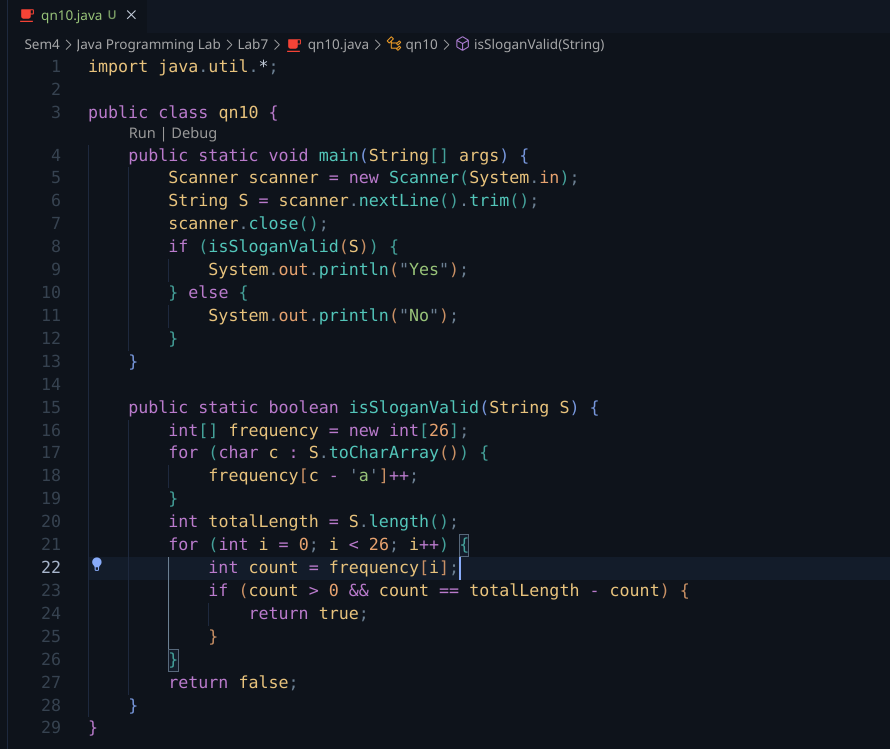 qn10.java U ×
Sem4 > Java Programming Lab > Lab7 > qn10.java > qn10 > isSloganValid(String)
1 import java.util.*;
2
3 public class qn10 {
Run | Debug
4     public static void main(String[] args) {
5         Scanner scanner = new Scanner(System.in);
6         String S = scanner.nextLine().trim();
7         scanner.close();
8         if (isSloganValid(S)) {
9             System.out.println("Yes");
10         } else {
11             System.out.println("No");
12         }
13     }
14
15     public static boolean isSloganValid(String S) {
16         int[] frequency = new int[26];
17         for (char c : S.toCharArray()) {
18             frequency[c - 'a']++;
19         }
20         int totalLength = S.length();
21         for (int i = 0; i < 26; i++) {
22             int count = frequency[i];
23             if (count > 0 && count == totalLength - count) {
24                 return true;
25             }
26         }
27         return false;
28     }
29 }